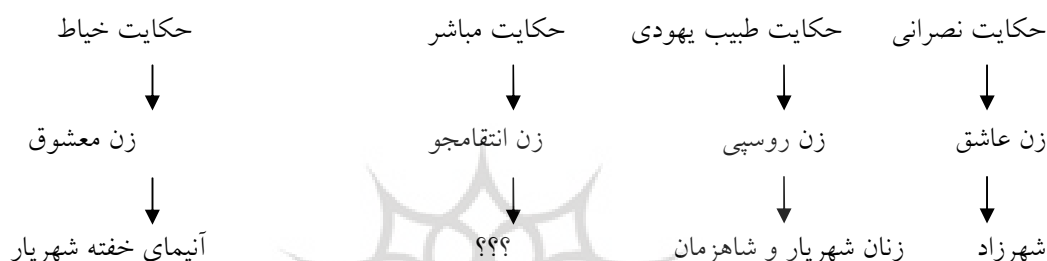 حکایت نصرانی حکایت طبیب یهودی حکایت مباشر حکایت خیاط
زن عاشق زن روسپی زن انتقامجو زن معشوق
شهرزاد زنان شهریار و شاهزمان ؟؟؟ آنیمای خفته شهریار